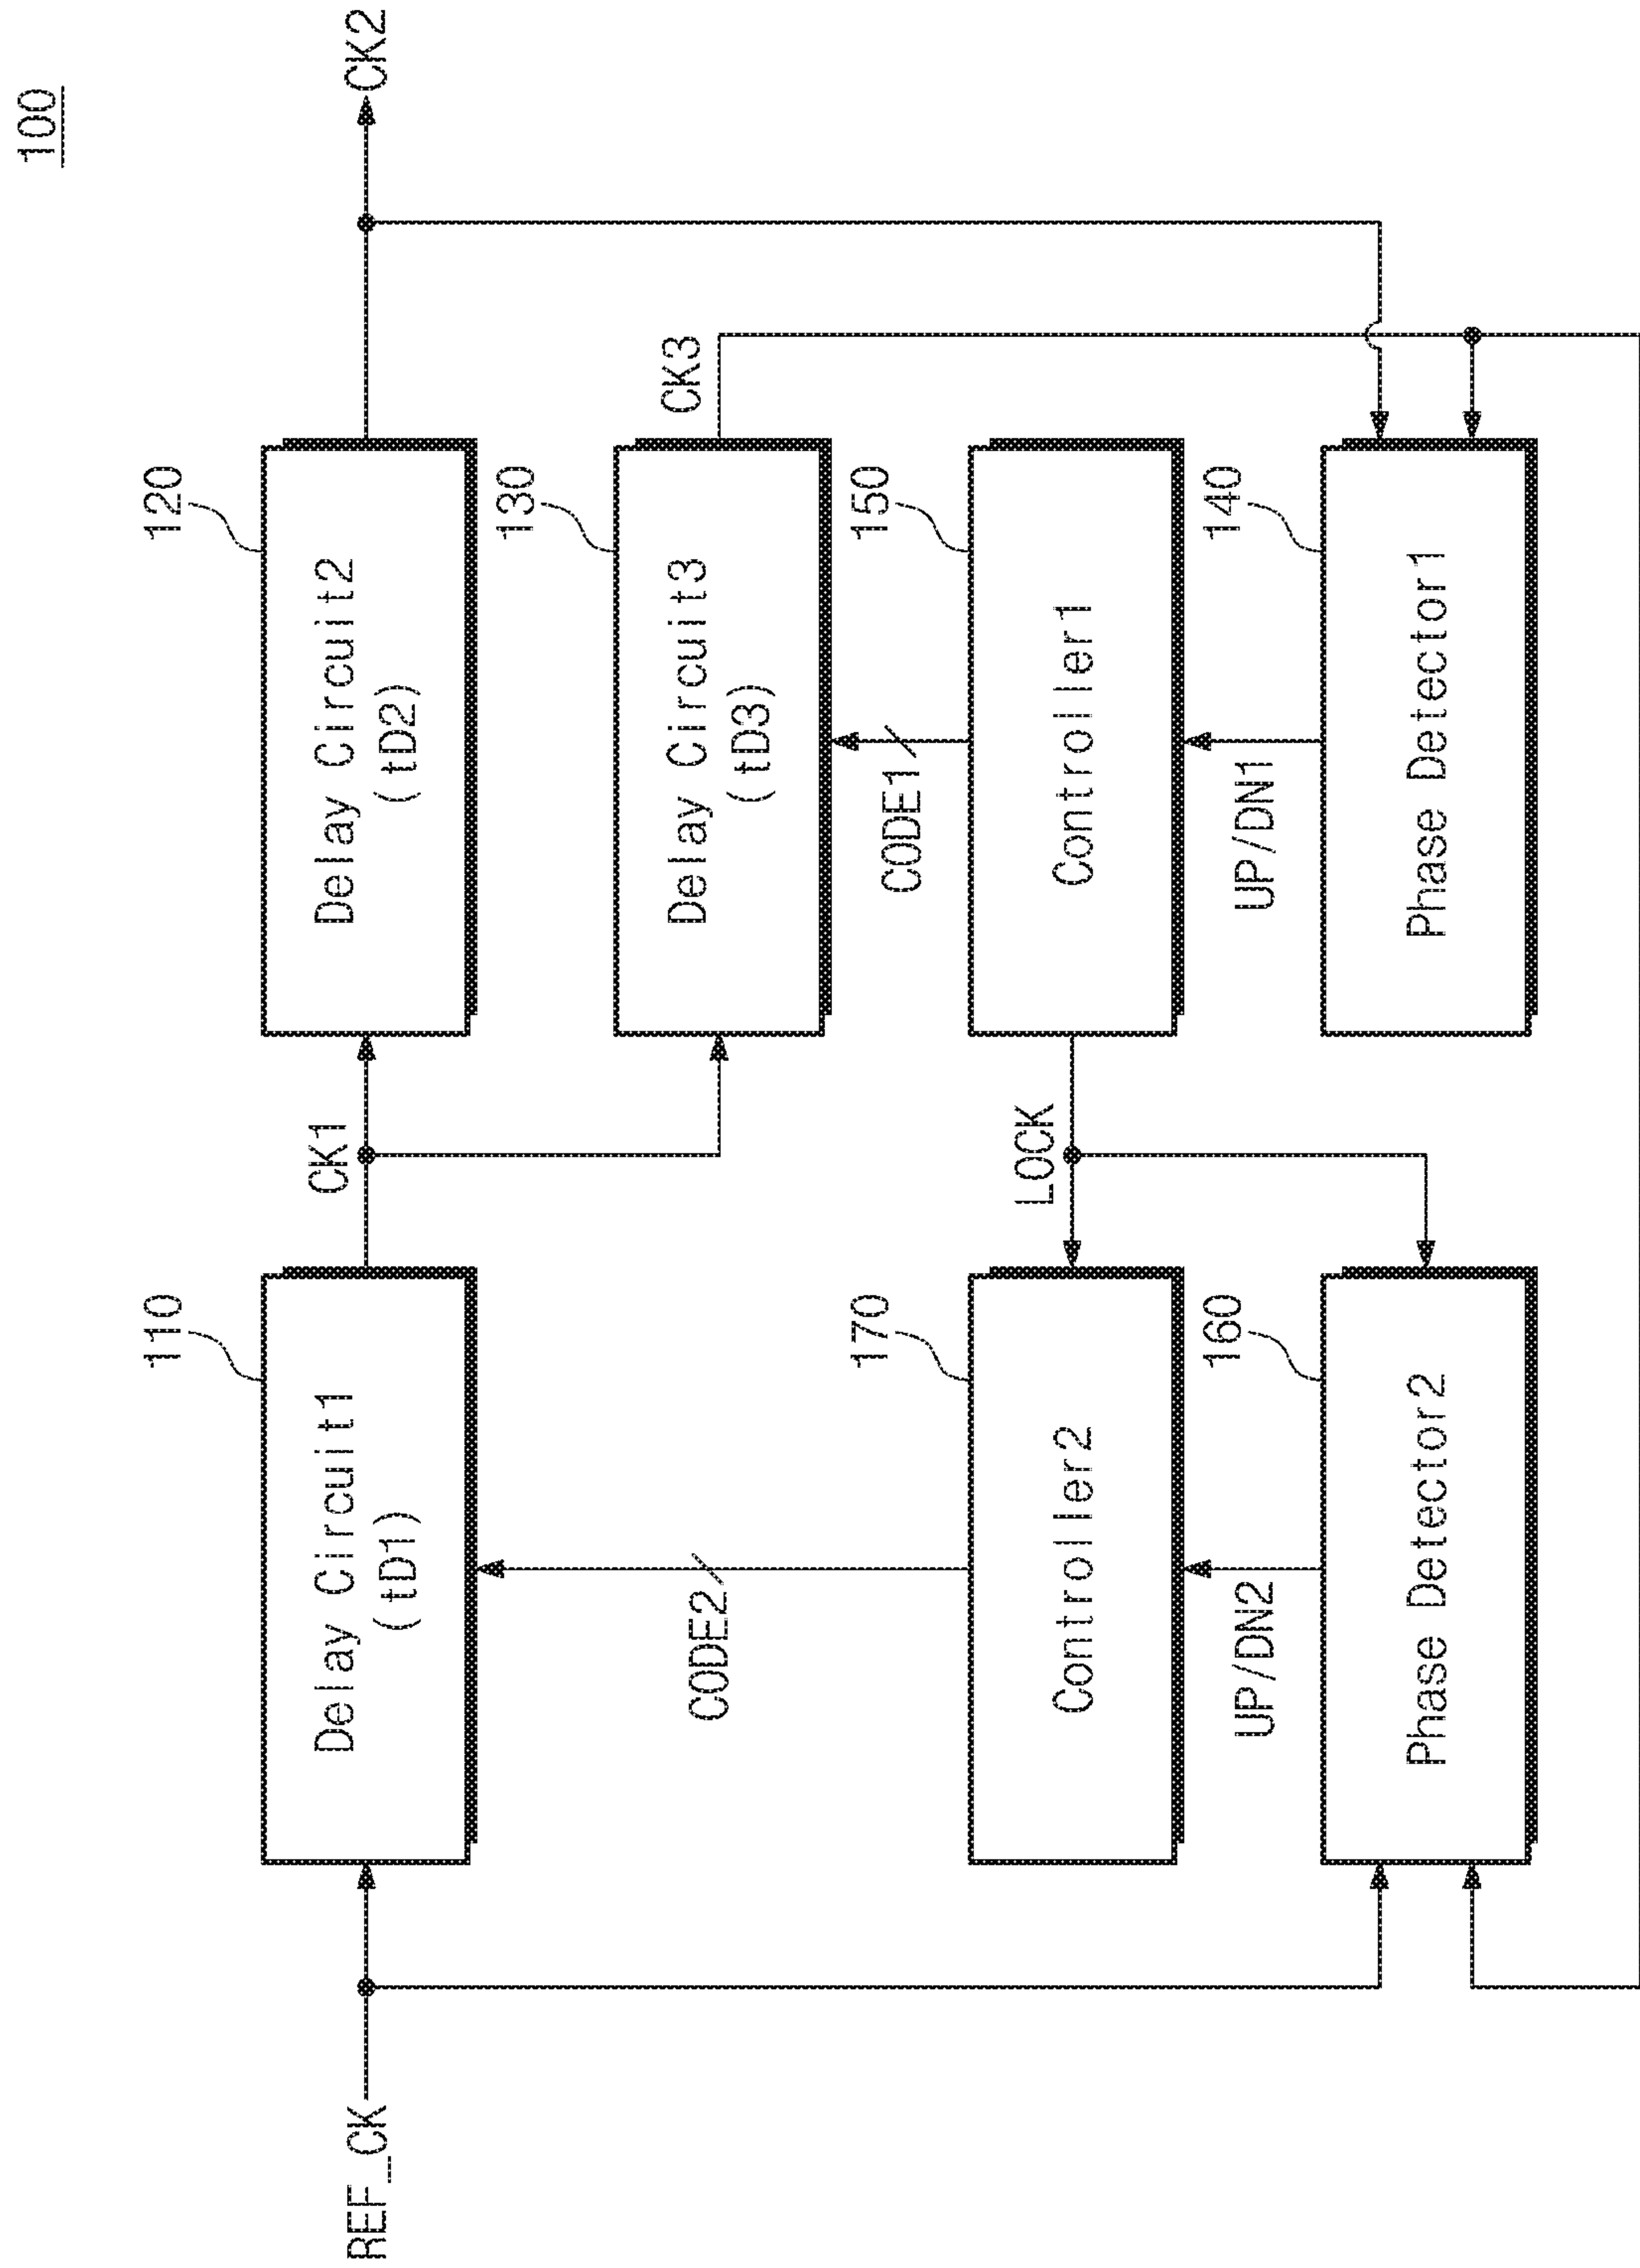 100
REF_CK
110
Delay Circuit1
(tD1)
CK1
120
Delay Circuit2
(tD2)
CK2
130
Delay Circuit3
(tD3)
CK3
CODE2
CODE1
170
Controller2
LOCK
150
Controller1
UP/DN2
UP/DN1
160
Phase Detector2
140
Phase Detector1